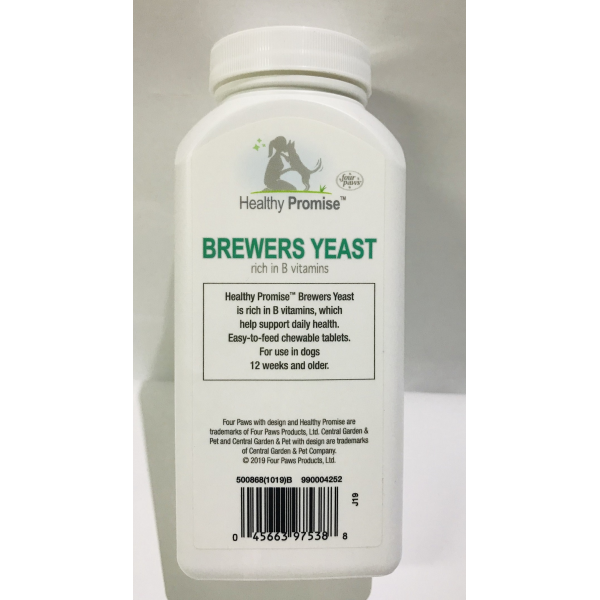 four
paws
Healthy Promise™
BREWERS YEAST
rich in B vitamins
Healthy Promise™ Brewers Yeast
is rich in B vitamins, which
help support daily health.
Easy-to-feed chewable tablets.
For use in dogs
12 weeks and older.
Four Paws with design and Healthy Promise are
trademarks of Four Paws Products, Ltd. Central Garden &
Pet and Central Garden & Pet with design are trademarks
of Central Garden & Pet Company.
© 2019 Four Paws Products, Ltd.
500868(1019)B 990004252
J19
0 45663 97538 8